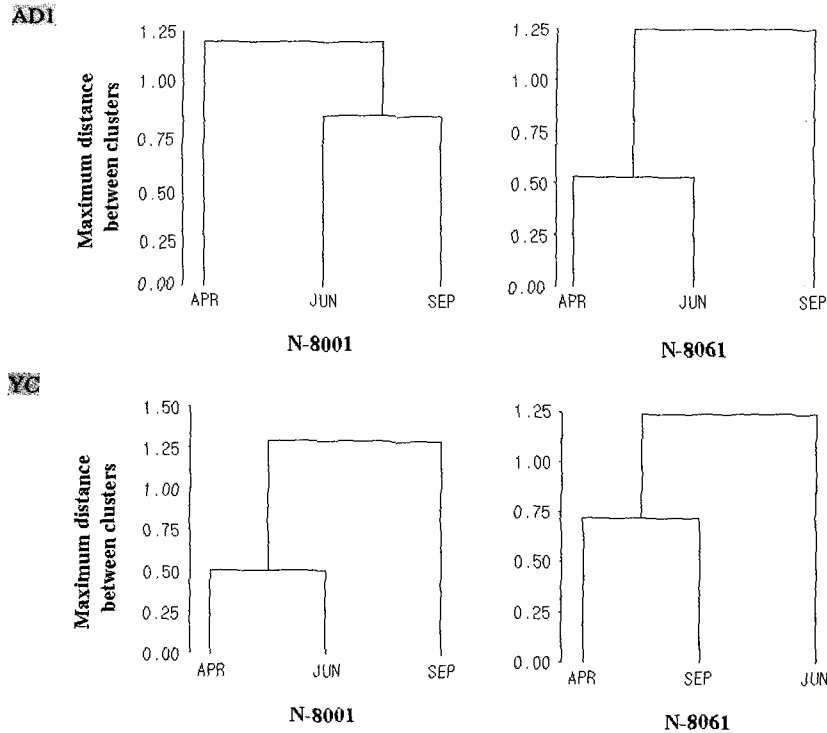 ADI
Maximum distance
between clusters
1.25
1.00
0.75
0.50
0.25
0.00
APR JUN SEP
N-8001
1.25
1.00
0.75
0.50
0.25
0.00
APR JUN SEP
N-8061
YC
Maximum distance
between clusters
1.50
1.25
1.00
0.75
0.50
0.25
0.00
APR JUN SEP
N-8001
1.25
1.00
0.75
0.50
0.25
0.00
APR SEP JUN
N-8061